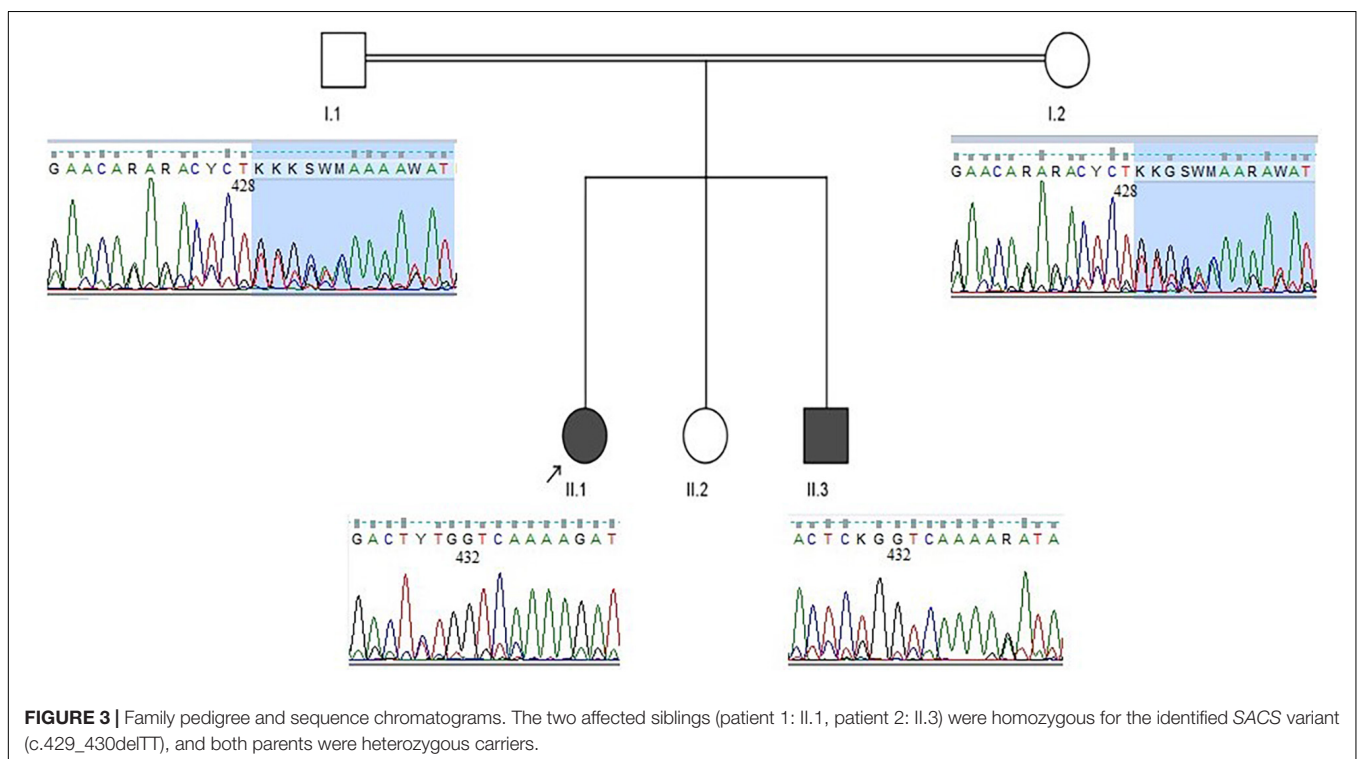 I.1
I.2
GAACARARACYCTKKKSWMAAAAWAT
428
GAACARARACYCTKKGSWMAARAWAT
428
II.1
II.2
II.3
GACTYTGGTCAAAAGAT
432
ACTCKGGTCAAAARATA
432
FIGURE 3 | Family pedigree and sequence chromatograms. The two affected siblings (patient 1: II.1, patient 2: II.3) were homozygous for the identified SACS variant
(c.429_430delTT), and both parents were heterozygous carriers.